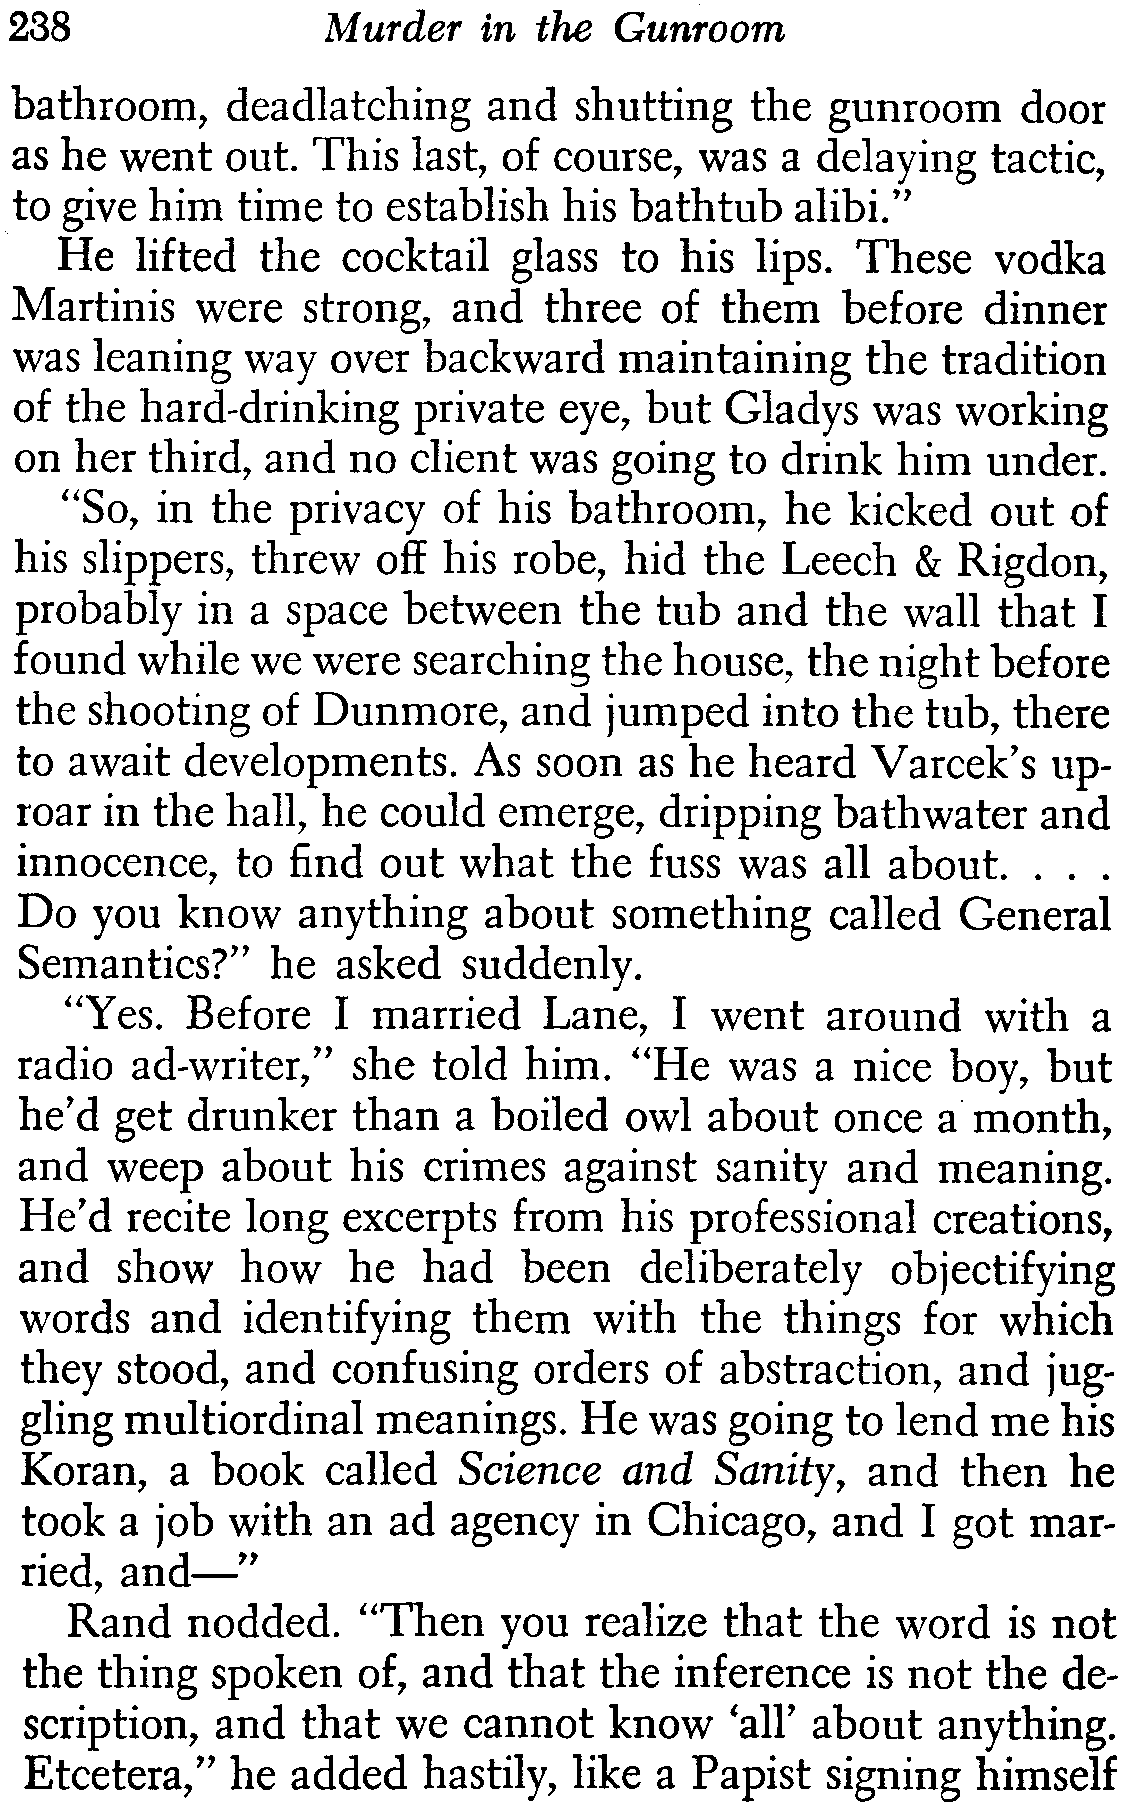 238 Murder in the Gunroom
bathroom, deadlatching and shutting the gunroom door
as he went out. This last, of course, was a delaying tactic,
to give him time to establish his bathtub alibi.”
He lifted the cocktail glass to his lips. These vodka
Martinis were strong, and three of them before dinner
was leaning way over backward maintaining the tradition
of the hard-drinking private eye, but Gladys was working
on her third, and no client was going to drink him under.
“So, in the privacy of his bathroom, he kicked out of
his slippers, threw off his robe, hid the Leech & Rigdon,
probably in a space between the tub and the wall that I
found while we were searching the house, the night before
the shooting of Dunmore, and jumped into the tub, there
to await developments. As soon as he heard Varcek’s up-
roar in the hall, he could emerge, dripping bathwater and
innocence, to find out what the fuss was all about. . . .
Do you know anything about something called General
Semantics?” he asked suddenly.
“Yes. Before I married Lane, I went around with a
radio ad-writer,” she told him. “He was a nice boy, but
he’d get drunker than a boiled owl about once a month,
and weep about his crimes against sanity and meaning.
He’d recite long excerpts from his professional creations,
and show how he had been deliberately objectifying
words and identifying them with the things for which
they stood, and confusing orders of abstraction, and jug-
gling multiordinal meanings. He was going to lend me his
Koran, a book called Science and Sanity, and then he
took a job with an ad agency in Chicago, and I got mar-
ried, and—”
Rand nodded. “Then you realize that the word is not
the thing spoken of, and that the inference is not the de-
scription, and that we cannot know ‘all’ about anything.
Etcetera,” he added hastily, like a Papist signing himself